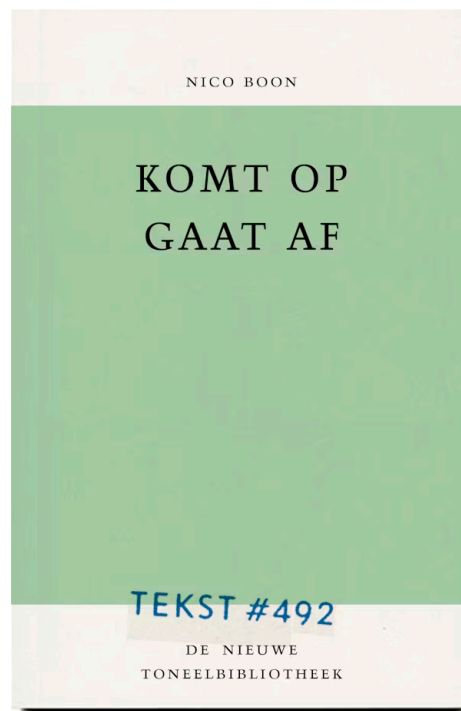 NICO BOON
KOMT OP
GAAT AF
TEKST #492
DE NIEUWE
TONEELBIBLIOTHEEK